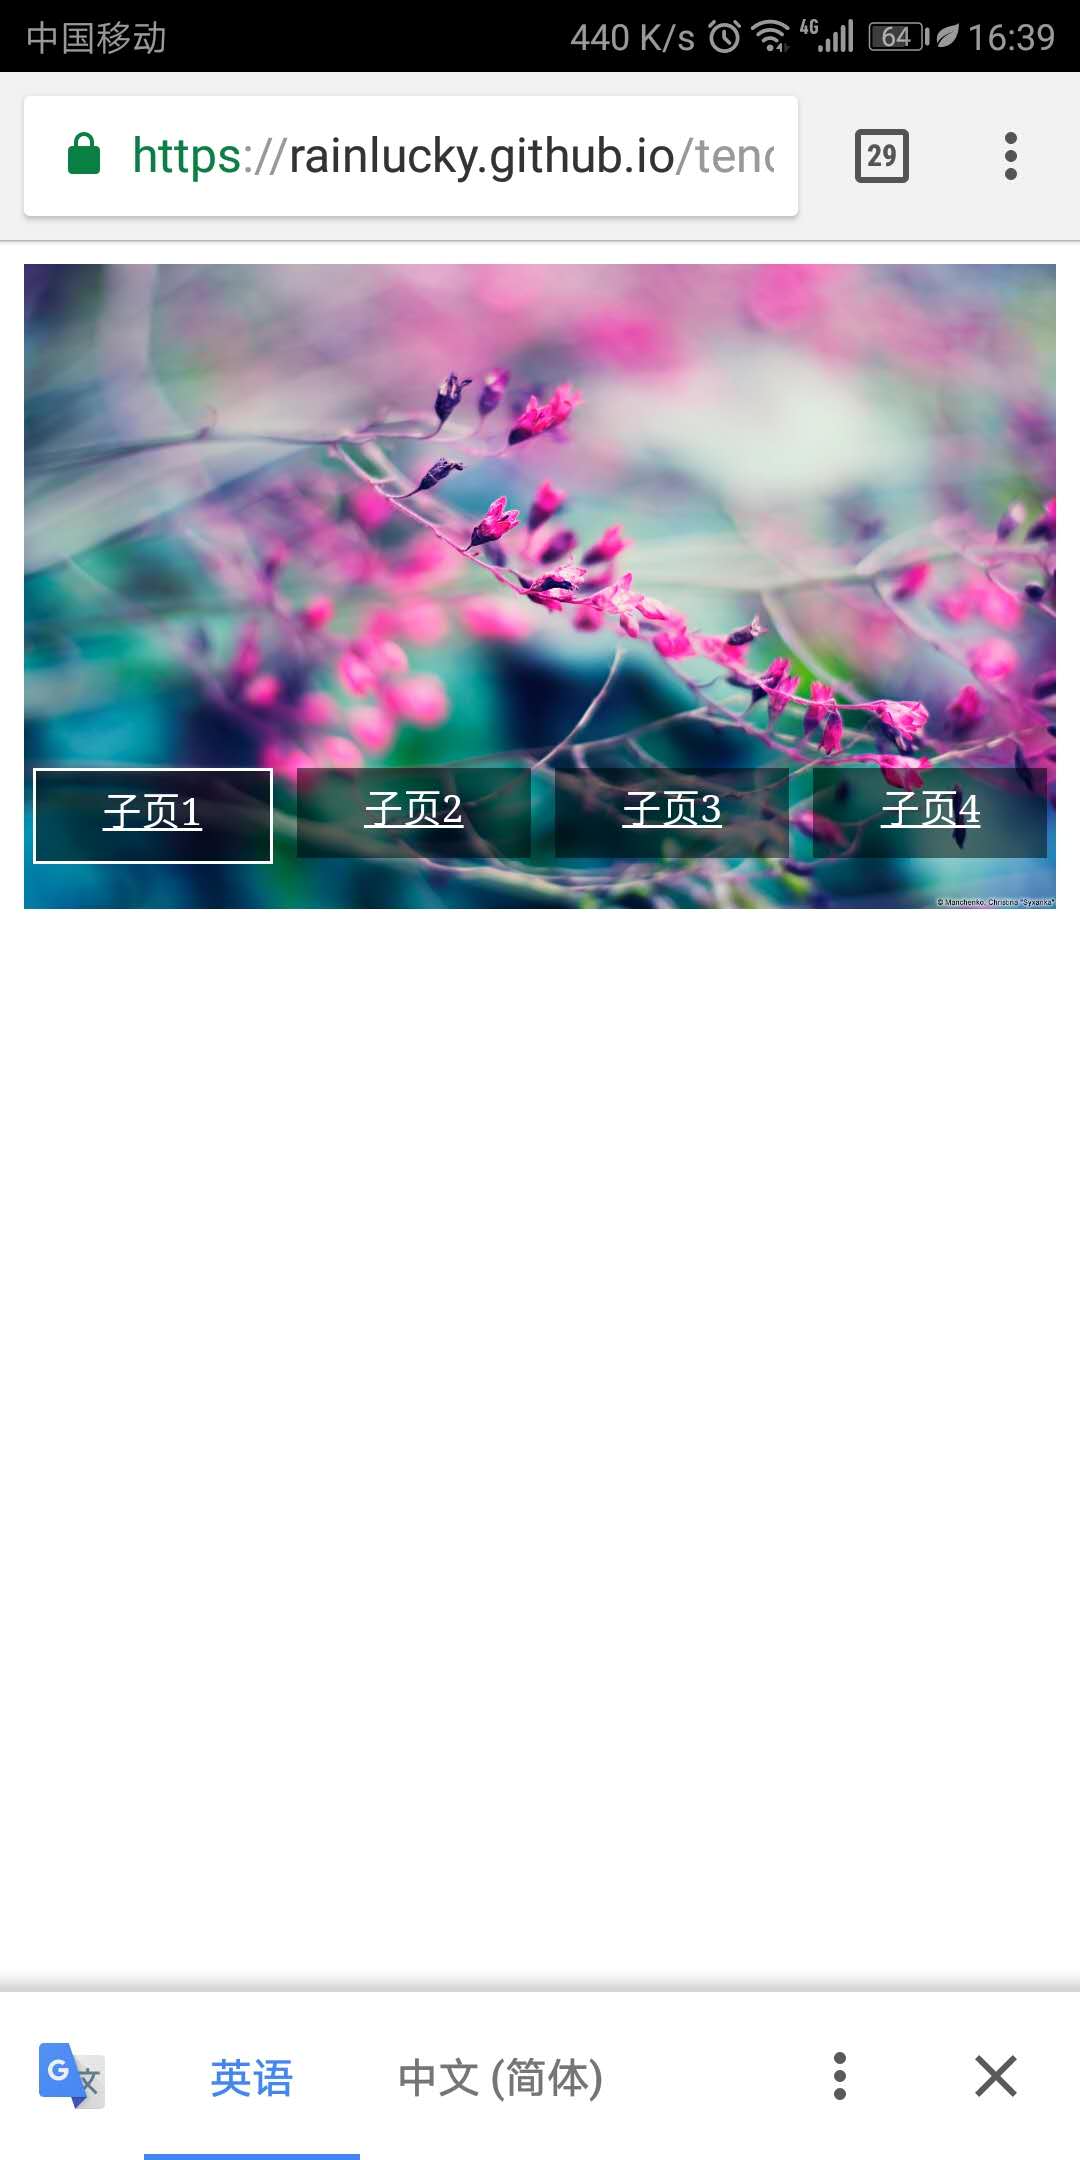 中国移动 440 K/s 4G 64 16:39
https://rainlucky.github.io/tenc 29
子页1 子页2 子页3 子页4
© Manchenko, Christina "Syxanka"
英语 中文 (简体)